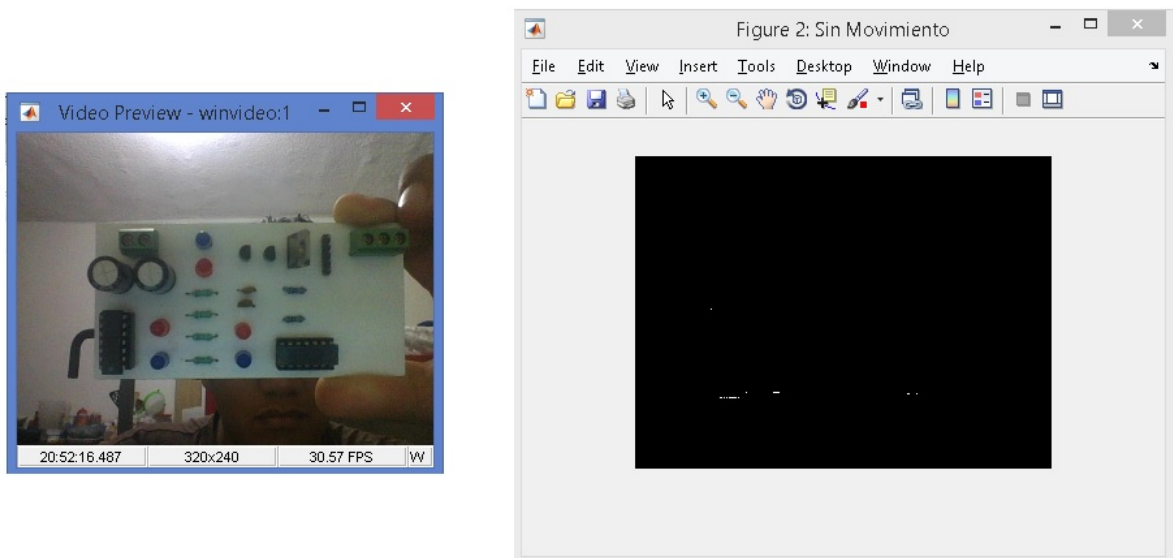 Video Preview - winvideo:1
20:52:16.487 320x240 30.57 FPS
Figure 2: Sin Movimiento
File Edit View Insert Tools Desktop Window Help